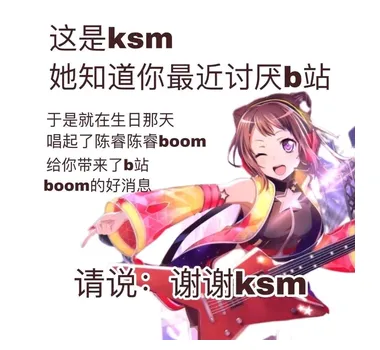 这是ksm
她知道你最近讨厌b站
于是就在生日那天
唱起了陈睿陈睿boom
给你带来了b站
boom的好消息
请说：谢谢ksm